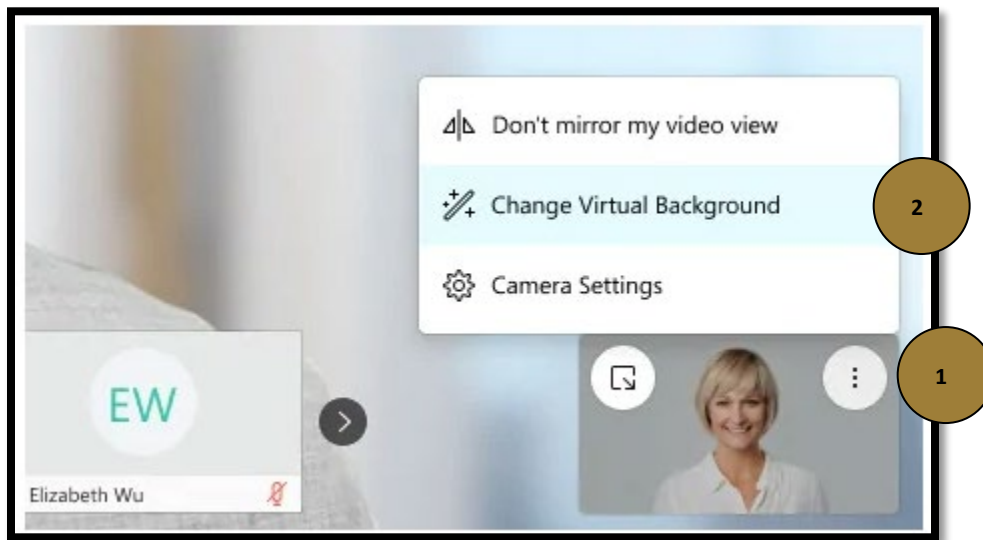 Don't mirror my video view
Change Virtual Background
2
Camera Settings
1
EW
Elizabeth Wu